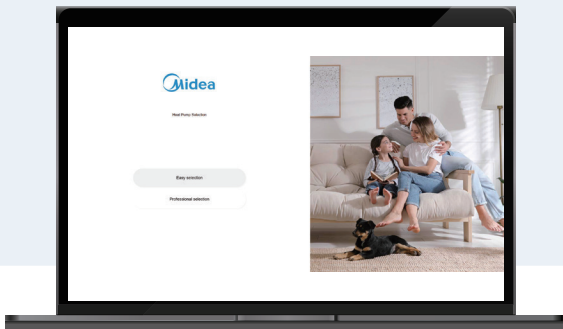 Midea
Heat Pump Selection
Easy selection
Professional selection